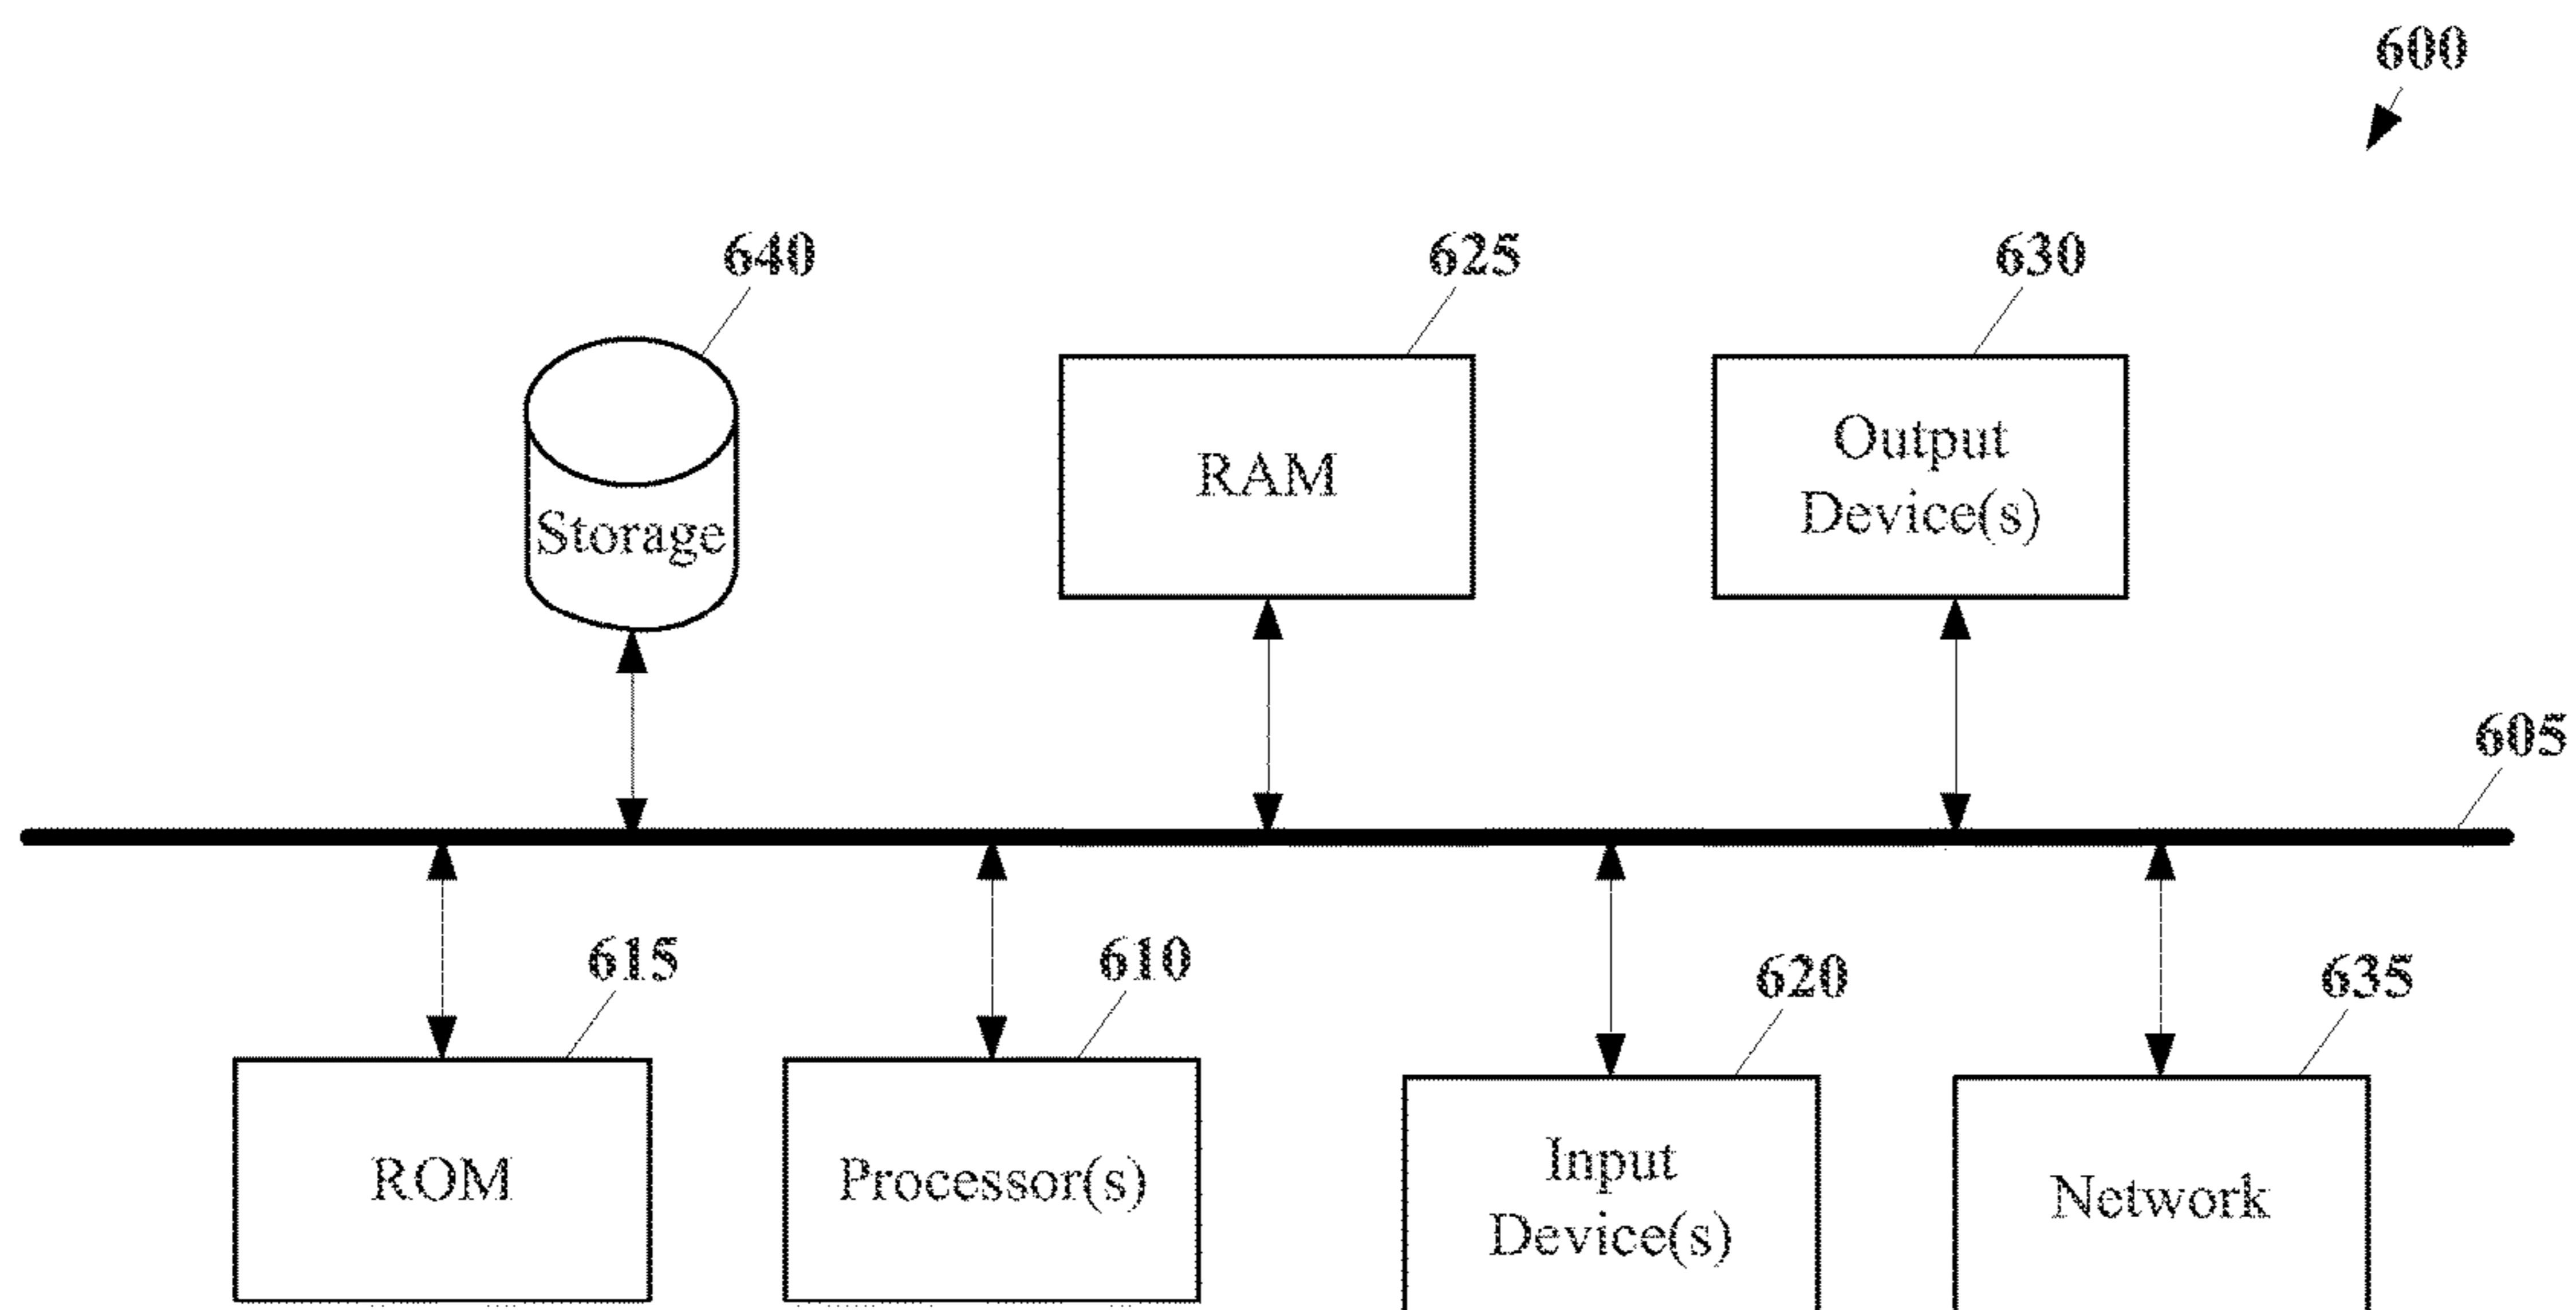 600
640
625
630
Storage
RAM
Output
Device(s)
605
615
610
620
635
ROM
Processor(s)
Input
Device(s)
Network